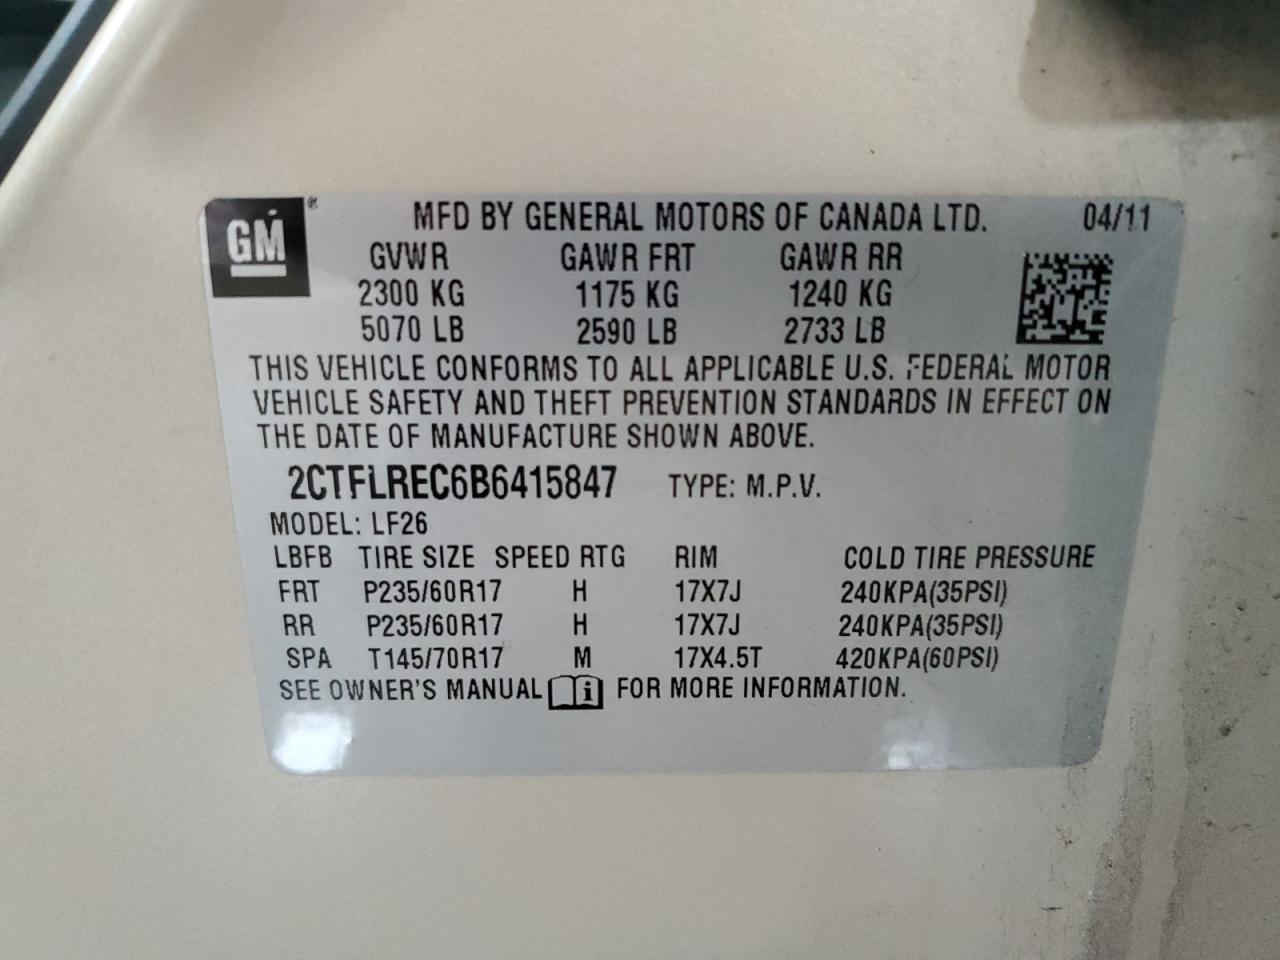 GM® MFD BY GENERAL MOTORS OF CANADA LTD. 04/11
GVWR GAWR FRT GAWR RR
2300 KG 1175 KG 1240 KG
5070 LB 2590 LB 2733 LB
THIS VEHICLE CONFORMS TO ALL APPLICABLE U.S. FEDERAL MOTOR
VEHICLE SAFETY AND THEFT PREVENTION STANDARDS IN EFFECT ON
THE DATE OF MANUFACTURE SHOWN ABOVE.
2CTFLREC6B6415847 TYPE: M.P.V.
MODEL: LF26
LBFB TIRE SIZE SPEED RTG RIM COLD TIRE PRESSURE
FRT P235/60R17 H 17X7J 240KPA(35PSI)
RR P235/60R17 H 17X7J 240KPA(35PSI)
SPA T145/70R17 M 17X4.5T 420KPA(60PSI)
SEE OWNER'S MANUAL i FOR MORE INFORMATION.